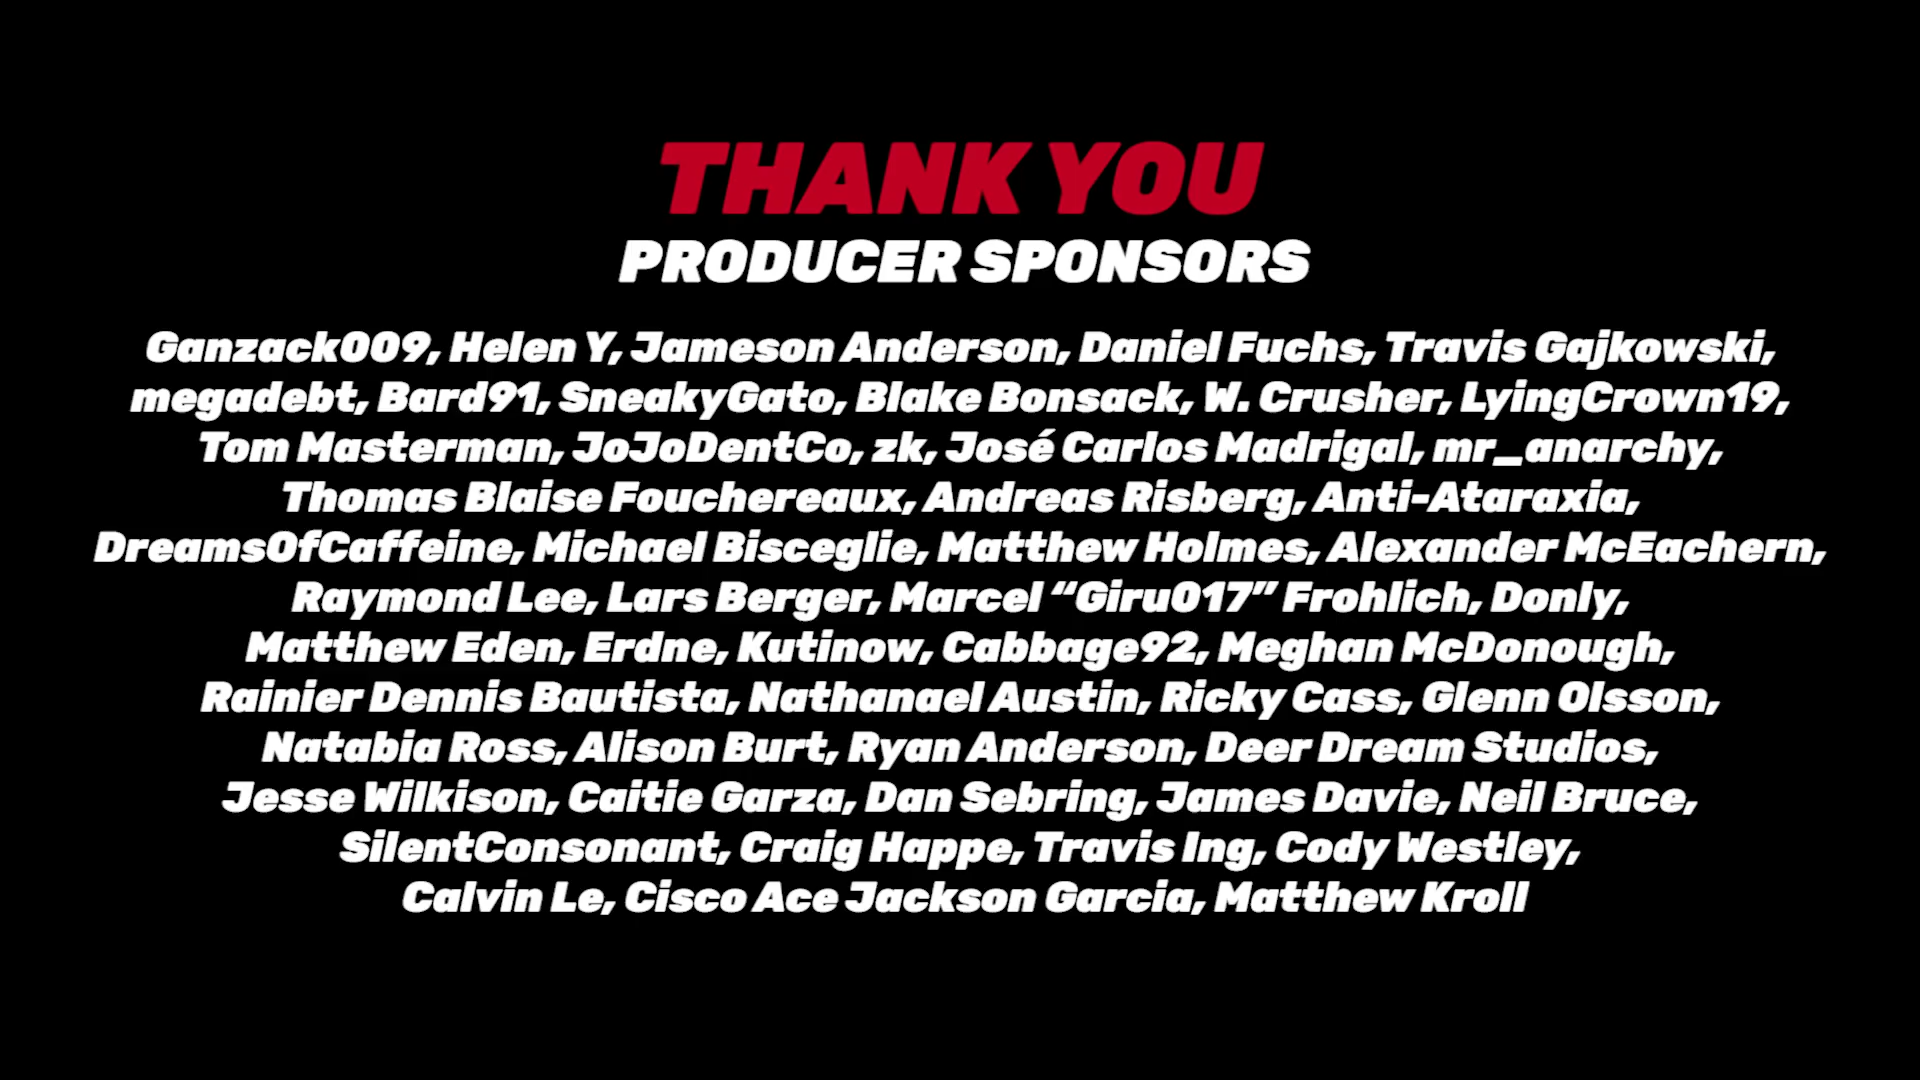 THANK YOU
PRODUCER SPONSORS
Ganzack009, Helen Y, Jameson Anderson, Daniel Fuchs, Travis Gajkowski,
megadebt, Bard91, SneakyGato, Blake Bonsack, W. Crusher, LyingCrown19,
Tom Masterman, JoJoDentCo, zk, José Carlos Madrigal, mr_anarchy,
Thomas Blaise Fouchereaux, Andreas Risberg, Anti-Ataraxia,
DreamsOfCaffeine, Michael Bisceglie, Matthew Holmes, Alexander McEachern,
Raymond Lee, Lars Berger, Marcel “Giru017” Frohlich, Donly,
Matthew Eden, Erdne, Kutinow, Cabbage92, Meghan McDonough,
Rainier Dennis Bautista, Nathanael Austin, Ricky Cass, Glenn Olsson,
Natabia Ross, Alison Burt, Ryan Anderson, Deer Dream Studios,
Jesse Wilkison, Caitie Garza, Dan Sebring, James Davie, Neil Bruce,
SilentConsonant, Craig Happe, Travis Ing, Cody Westley,
Calvin Le, Cisco Ace Jackson Garcia, Matthew Kroll